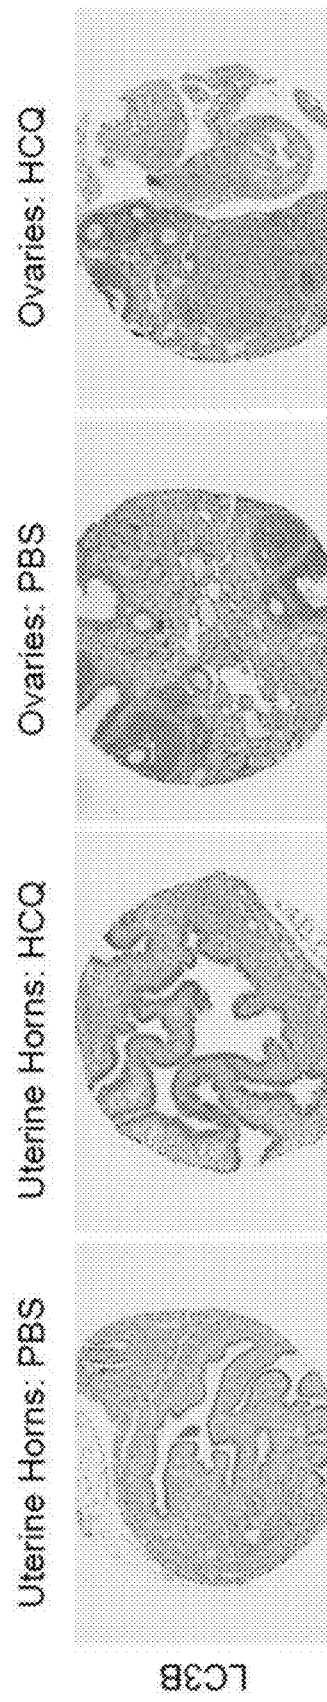 Uterine Horns: PBS
Uterine Horns: HCQ
Ovaries: PBS
Ovaries: HCQ
LC3B